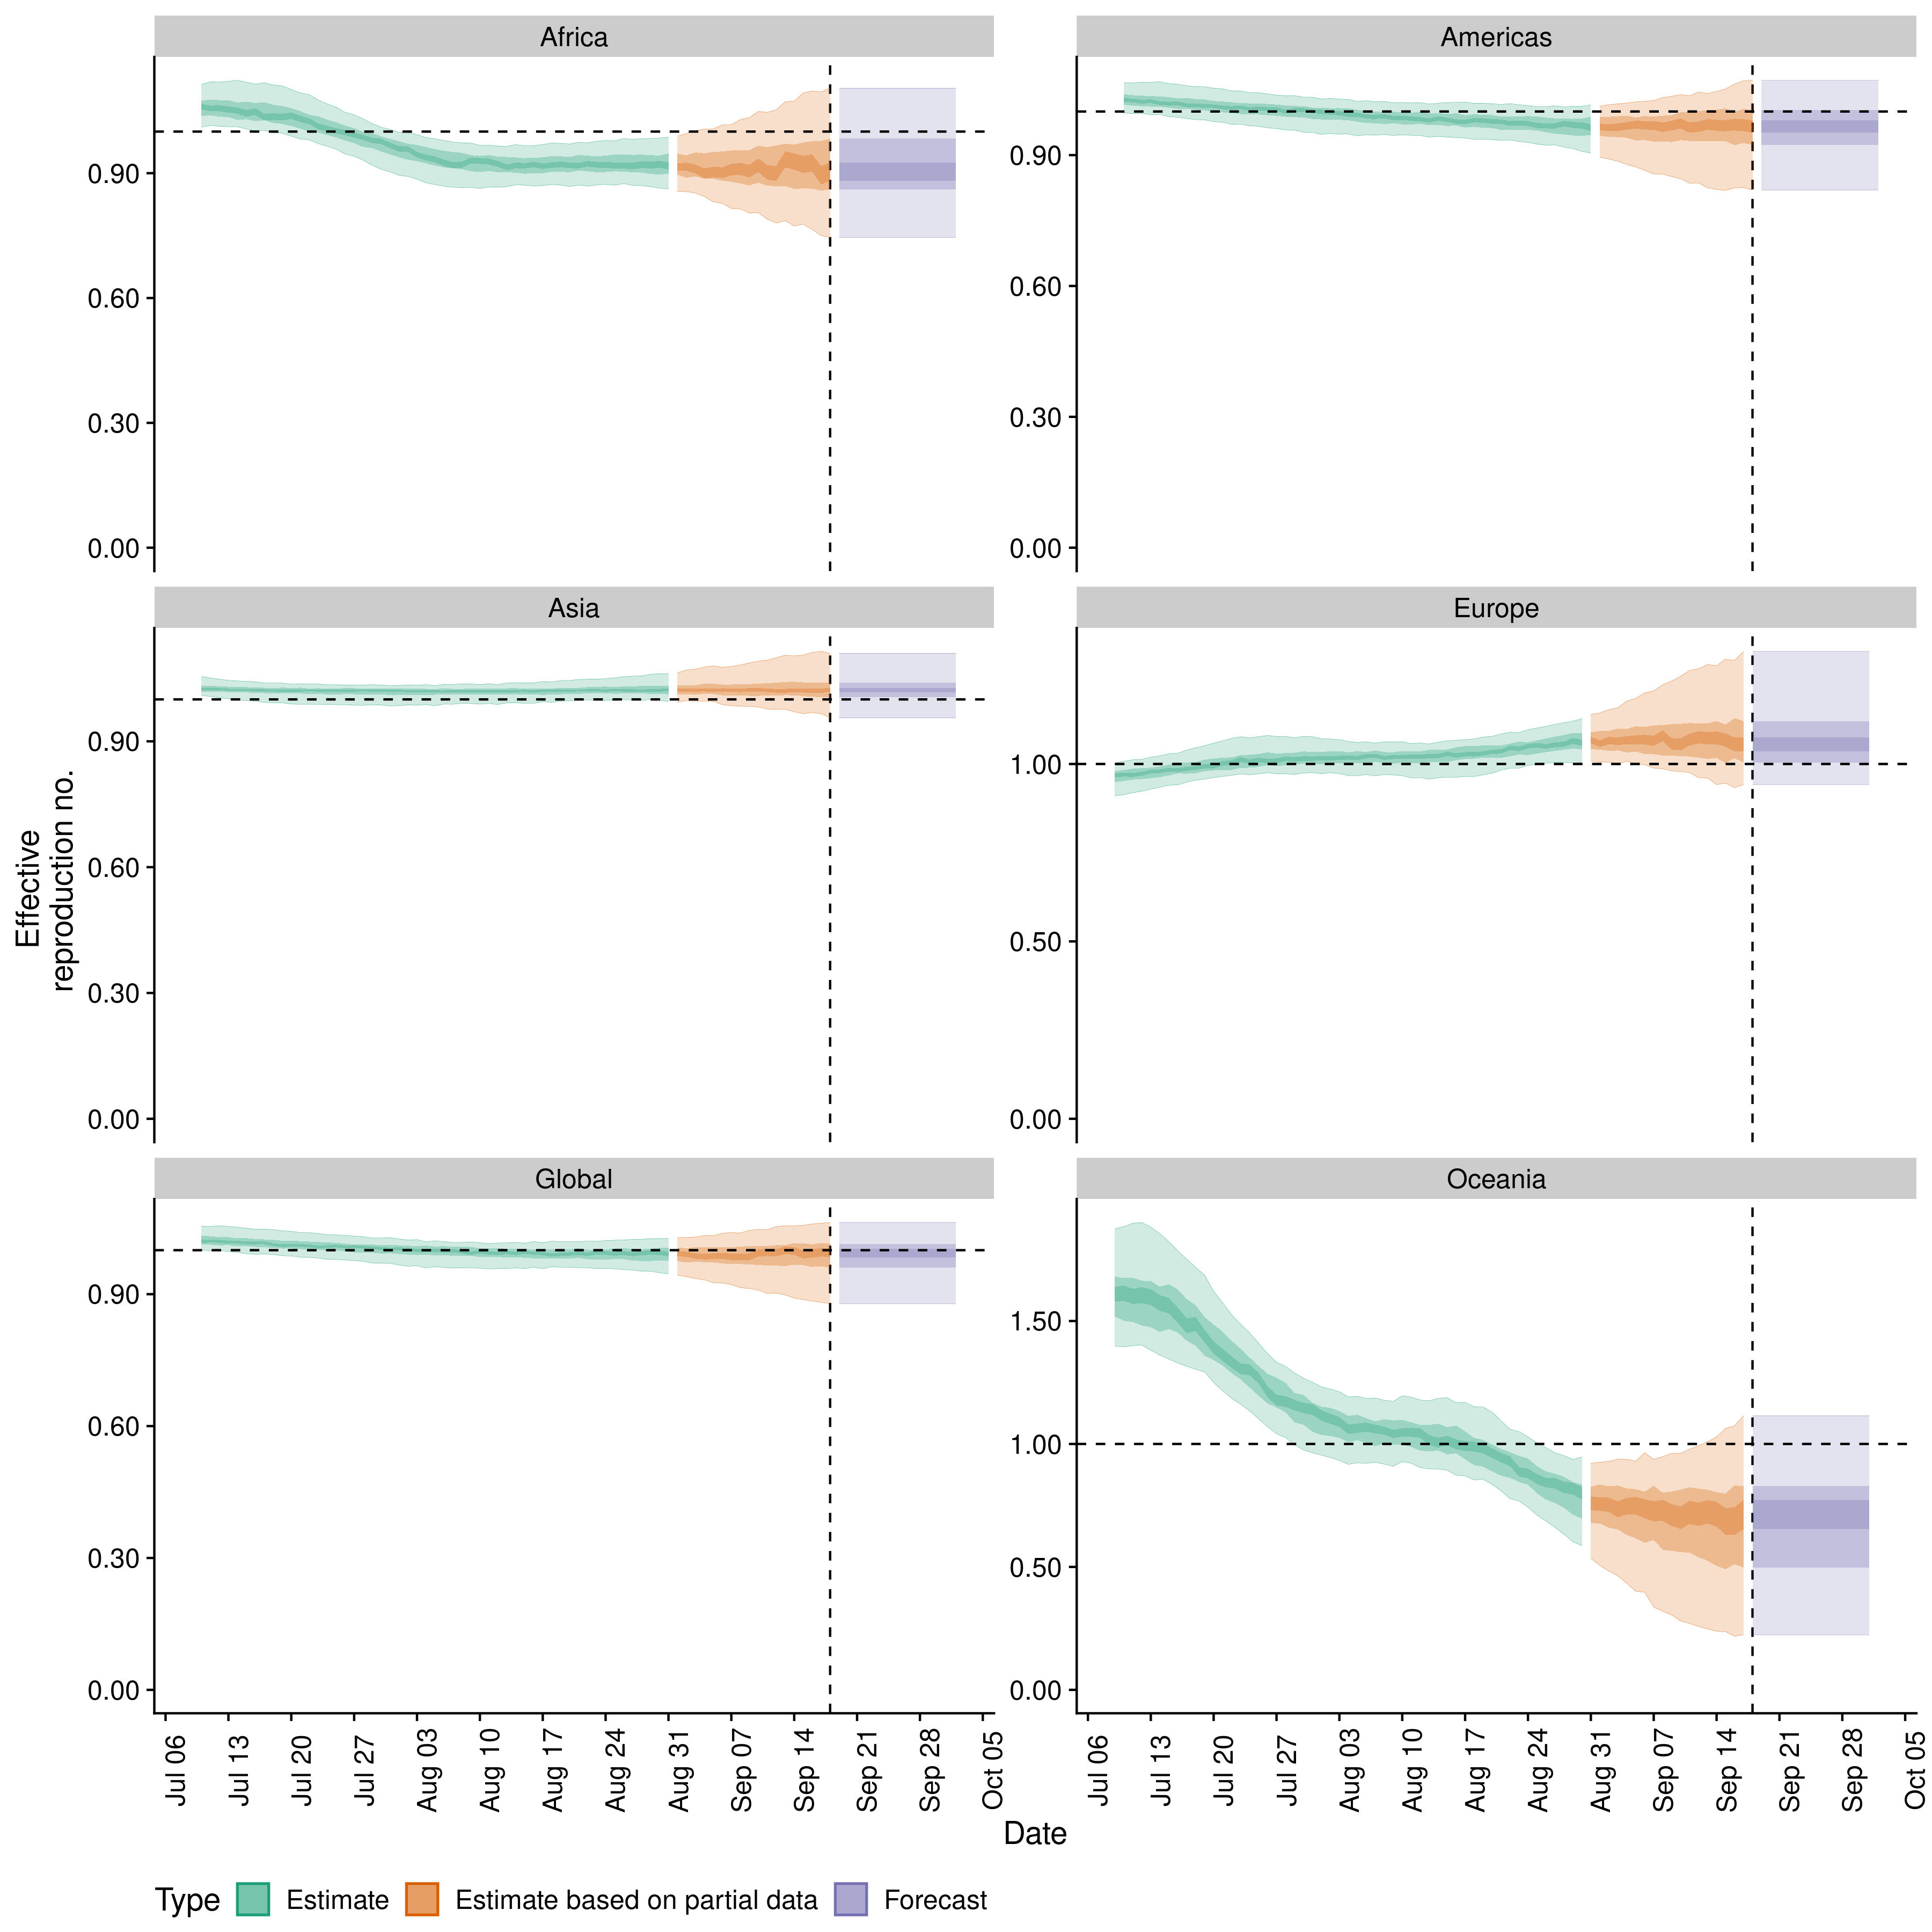 Africa
Americas
0.90
0.60
0.30
0.00
0.90
0.60
0.30
0.00
Asia
Europe
0.90
0.60
0.30
0.00
1.00
0.50
0.00
Global
Oceania
0.90
0.60
0.30
0.00
1.50
1.00
0.50
0.00
Effective
reproduction no.
Jul 06
Jul 13
Jul 20
Jul 27
Aug 03
Aug 10
Aug 17
Aug 24
Aug 31
Sep 07
Sep 14
Sep 21
Sep 28
Oct 05
Jul 06
Jul 13
Jul 20
Jul 27
Aug 03
Aug 10
Aug 17
Aug 24
Aug 31
Sep 07
Sep 14
Sep 21
Sep 28
Oct 05
Date
Type Estimate Estimate based on partial data Forecast